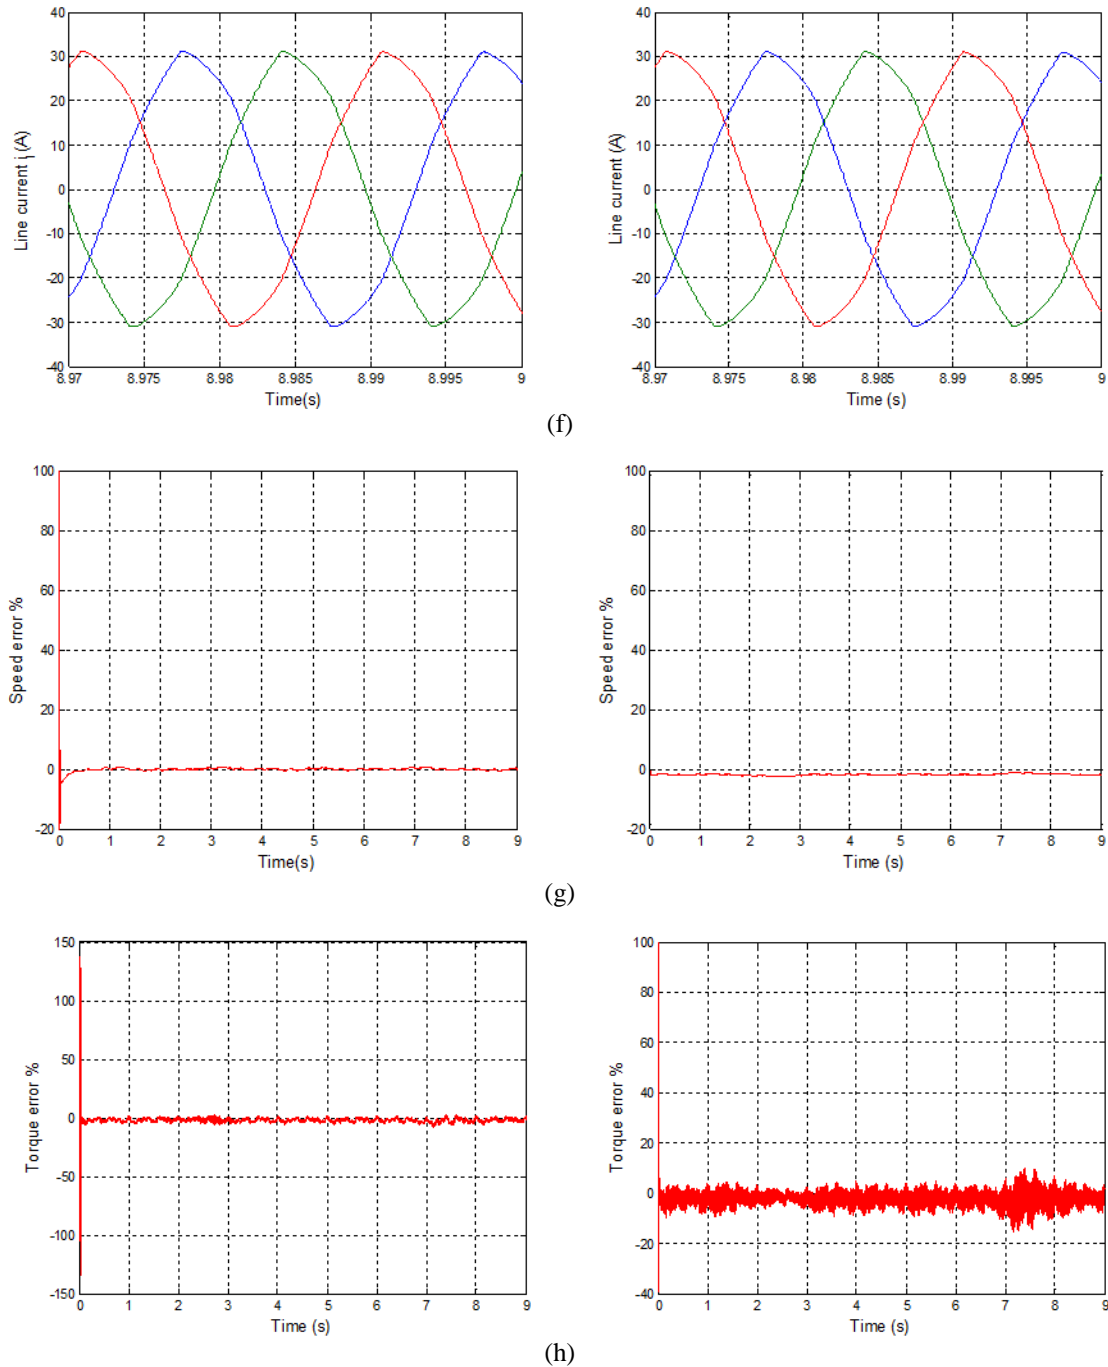 40
30
20
10
0
-10
-20
-30
-40
8.97 8.975 8.98 8.985 8.99 8.995 9
Line current i_l (A)
Time(s)
40
30
20
10
0
-10
-20
-30
-40
8.97 8.975 8.98 8.985 8.99 8.995 9
Line current (A)
Time (s)
(f)
100
80
60
40
20
0
-20
0 1 2 3 4 5 6 7 8 9
Speed error %
Time(s)
100
80
60
40
20
0
-20
0 1 2 3 4 5 6 7 8 9
Speed error %
Time (s)
(g)
150
100
50
0
-50
-100
-150
0 1 2 3 4 5 6 7 8 9
Torque error %
Time (s)
100
80
60
40
20
0
-20
-40
0 1 2 3 4 5 6 7 8 9
Torque error %
Time (s)
(h)